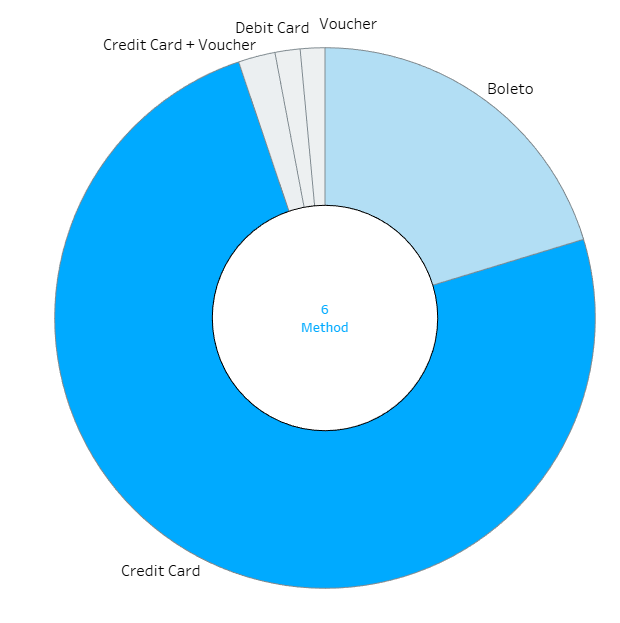 Voucher
Debit Card
Credit Card + Voucher
Boleto
6
Method
Credit Card